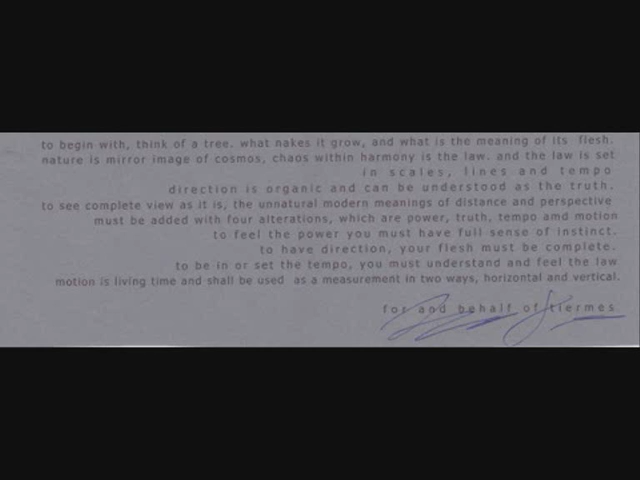 to begin with, think of a tree. what nakes it grow, and what is the meaning of its flesh.
nature is mirror image of cosmos, chaos within harmony is the law. and the law is set
in scales, lines and tempo
direction is organic and can be understood as the truth.
to see complete view as it is, the unnatural modern meanings of distance and perspective
must be added with four alterations, which are power, truth. tempo amd motion
to feel the power you must have full sense of instinct.
to have direction, your flesh must be complete.
to be in or set the tempo, you must understand and feel the law
motion is living time and shall be used as a measurement in two ways, horizontal and vertical.
for and behalf of tiermes